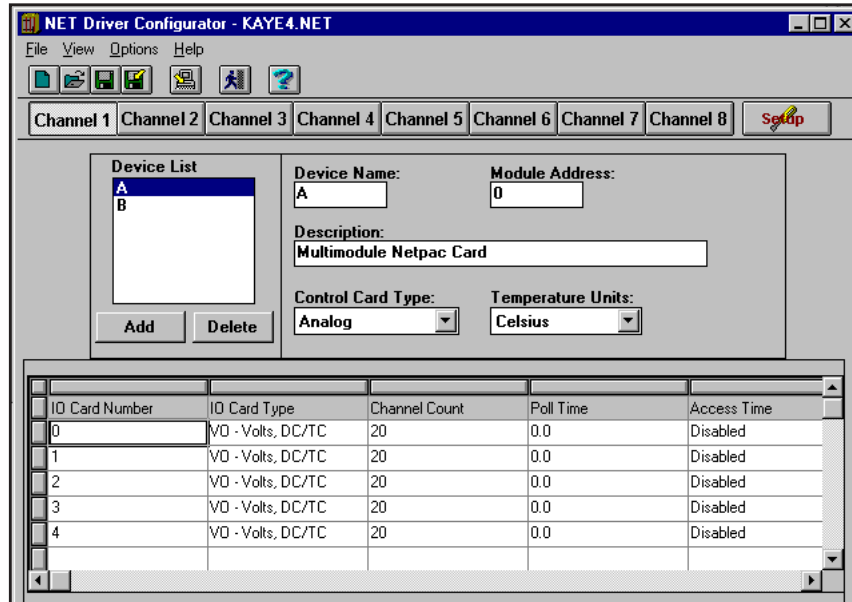 NET Driver Configurator - KAYE4.NET
File View Options Help
Channel 1 Channel 2 Channel 3 Channel 4 Channel 5 Channel 6 Channel 7 Channel 8 Setup
Device List
A
B
Add Delete
Device Name: Module Address:
A 0
Description:
Multimodule Netpac Card
Control Card Type: Temperature Units:
Analog Celsius
IO Card Number IO Card Type Channel Count Poll Time Access Time
0 VO - Volts, DC/TC 20 0.0 Disabled
1 VO - Volts, DC/TC 20 0.0 Disabled
2 VO - Volts, DC/TC 20 0.0 Disabled
3 VO - Volts, DC/TC 20 0.0 Disabled
4 VO - Volts, DC/TC 20 0.0 Disabled